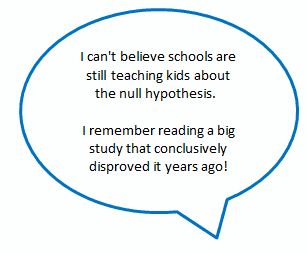 I can't believe schools are
still teaching kids about
the null hypothesis.
I remember reading a big
study that conclusively
disproved it years ago!